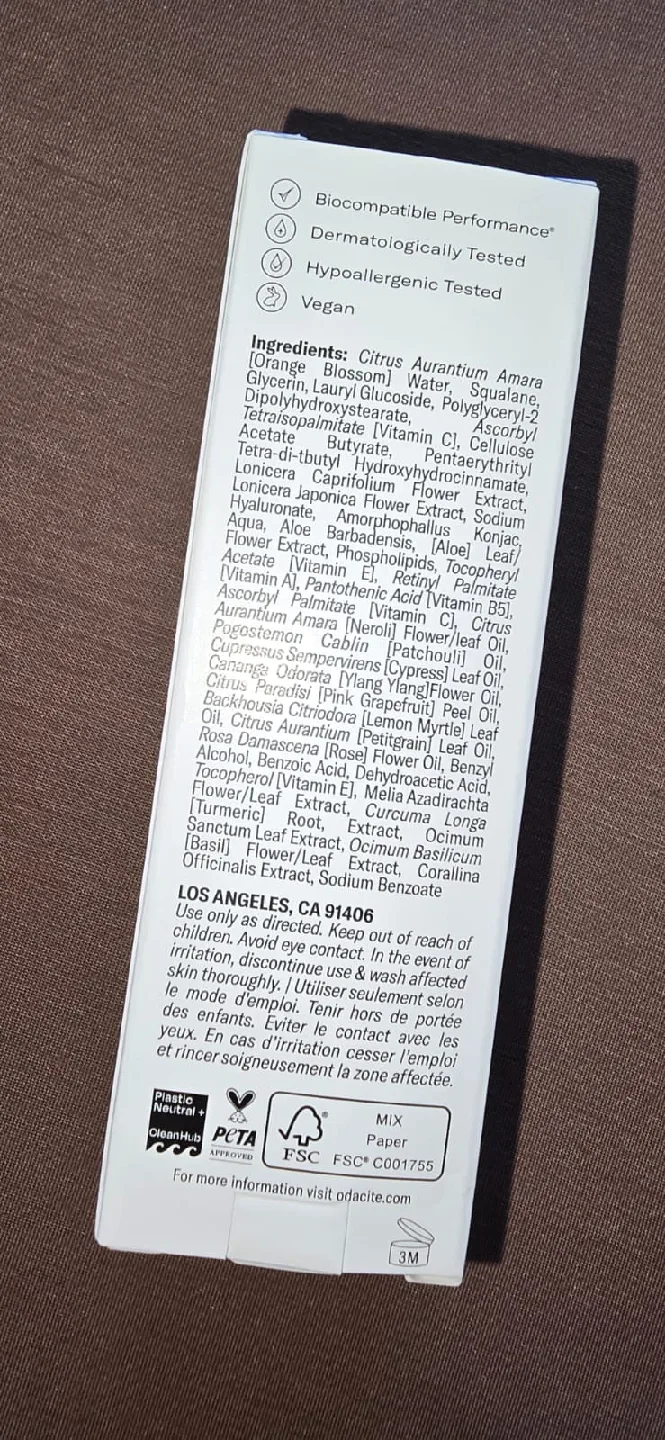 Biocompatible Performance®
Dermatologically Tested
Hypoallergenic Tested
Vegan
Ingredients: Citrus Aurantium Amara
[Orange Blossom] Water, Squalane,
Glycerin, Lauryl Glucoside, Polyglyceryl-2
Dipolyhydroxystearate, Ascorbyl
Tetraisopalmitate [Vitamin C], Cellulose
Acetate Butyrate, Pentaerythrityl
Tetra-di-tbutyl Hydroxyhydrocinnamate,
Lonicera Caprifolium Flower Extract,
Lonicera Japonica Flower Extract, Sodium
Hyaluronate, Amorphophallus Konjac,
Aqua, Aloe Barbadensis, [Aloe] Leaf/
Flower Extract, Phospholipids, Tocopheryl
Acetate [Vitamin E], Retinyl Palmitate
[Vitamin A], Pantothenic Acid [Vitamin B5],
Ascorbyl Palmitate [Vitamin C], Citrus
Aurantium Amara [Neroli] Flower/leaf Oil,
Pogostemon Cablin [Patchouli] Oil,
Cupressus Sempervirens [Cypress] Leaf Oil,
Cananga Odorata [Ylang Ylang]Flower Oil,
Citrus Paradisi [Pink Grapefruit] Peel Oil,
Backhousia Citriodora [Lemon Myrtle] Leaf
Oil, Citrus Aurantium [Petitgrain] Leaf Oil,
Rosa Damascena [Rose] Flower Oil, Benzyl
Alcohol, Benzoic Acid, Dehydroacetic Acid,
Tocopherol [Vitamin E], Melia Azadirachta
Flower/Leaf Extract, Curcuma Longa
[Turmeric] Root, Extract, Ocimum
Sanctum Leaf Extract, Ocimum Basilicum
[Basil] Flower/Leaf Extract, Corallina
Officinalis Extract, Sodium Benzoate
LOS ANGELES, CA 91406
Use only as directed. Keep out of reach of
children. Avoid eye contact. In the event of
irritation, discontinue use & wash affected
skin thoroughly. | Utiliser seulement selon
le mode d'emploi. Tenir hors de portée
des enfants. Eviter le contact avec les
yeux. En cas d'irritation cesser l'emploi
et rincer soigneusement la zone affectée.
Plastic
Neutral +
CleanHub
PETA
APPROVED
FSC
MIX
Paper
FSC® C001755
For more information visit odacite.com
3M